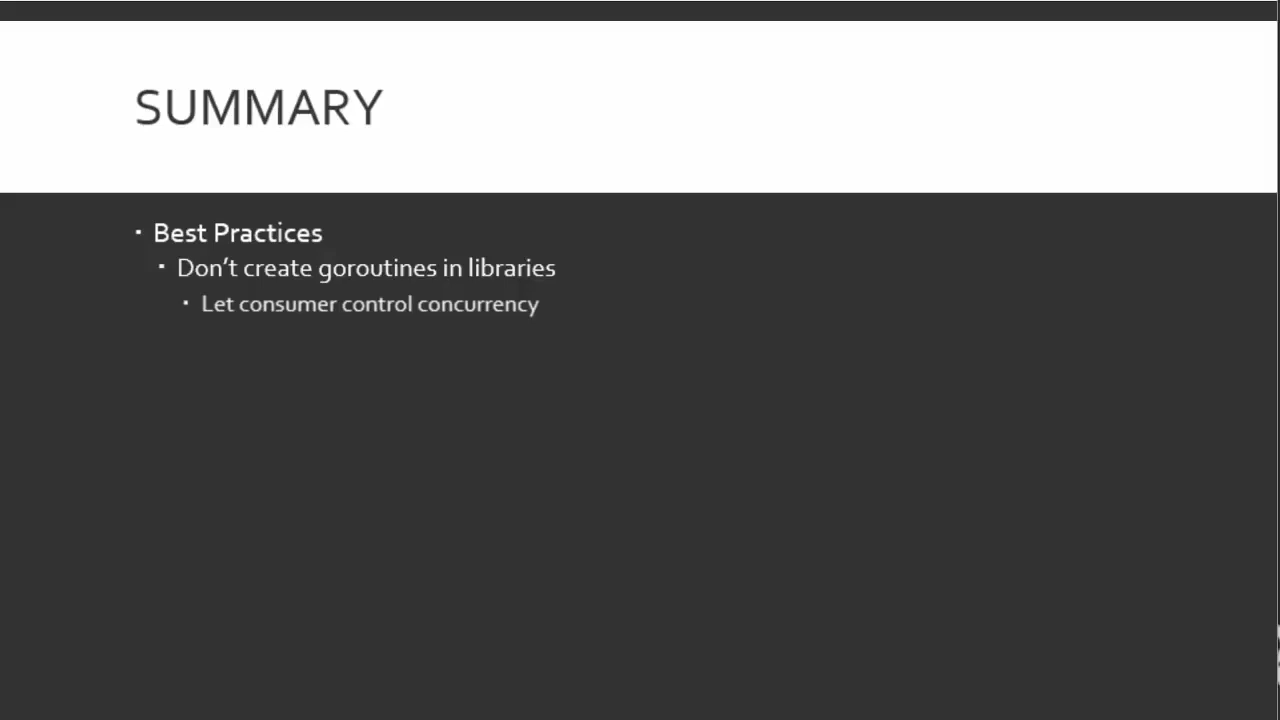 SUMMARY
▪ Best Practices
▪ Don’t create goroutines in libraries
▪ Let consumer control concurrency